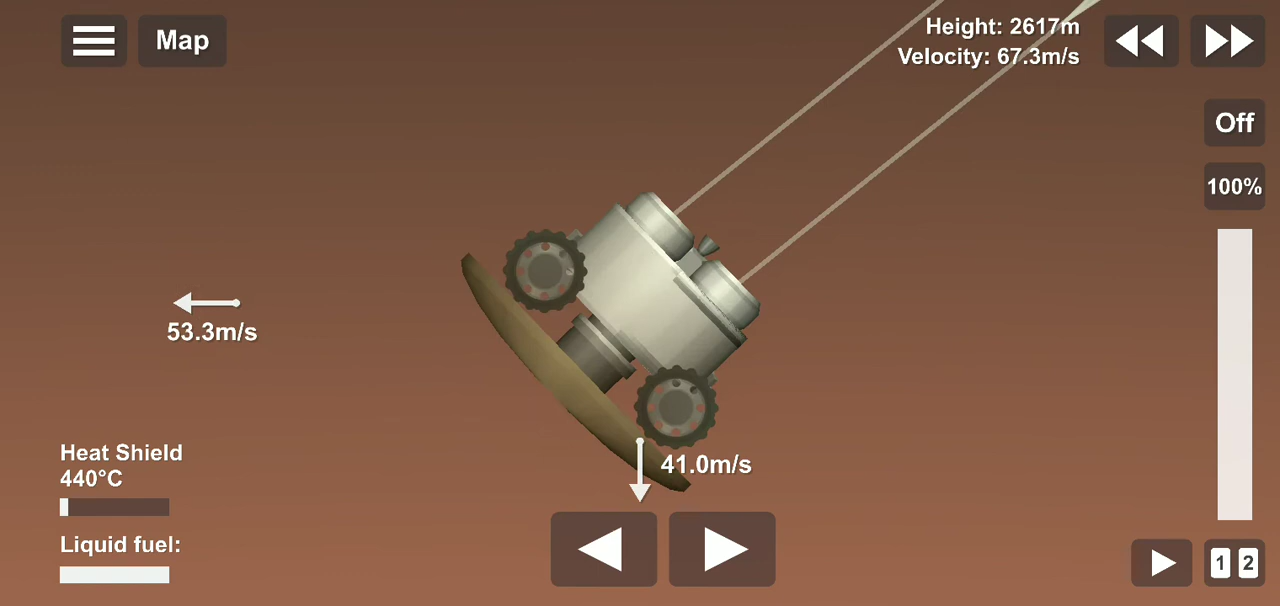 Map
Height: 2617m
Velocity: 67.3m/s
Off
100%
53.3m/s
41.0m/s
Heat Shield
440°C
Liquid fuel:
1 2